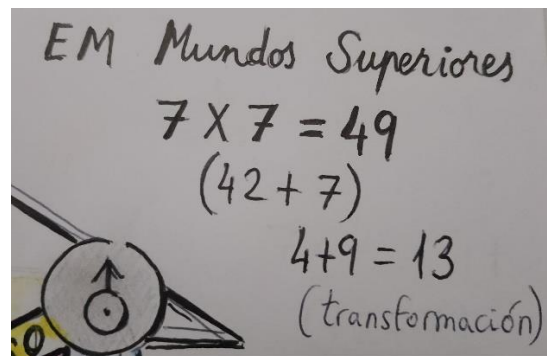 EM Mundos Superiores
7 X 7 = 49
(42 + 7)
4+9 = 13
(transformación)